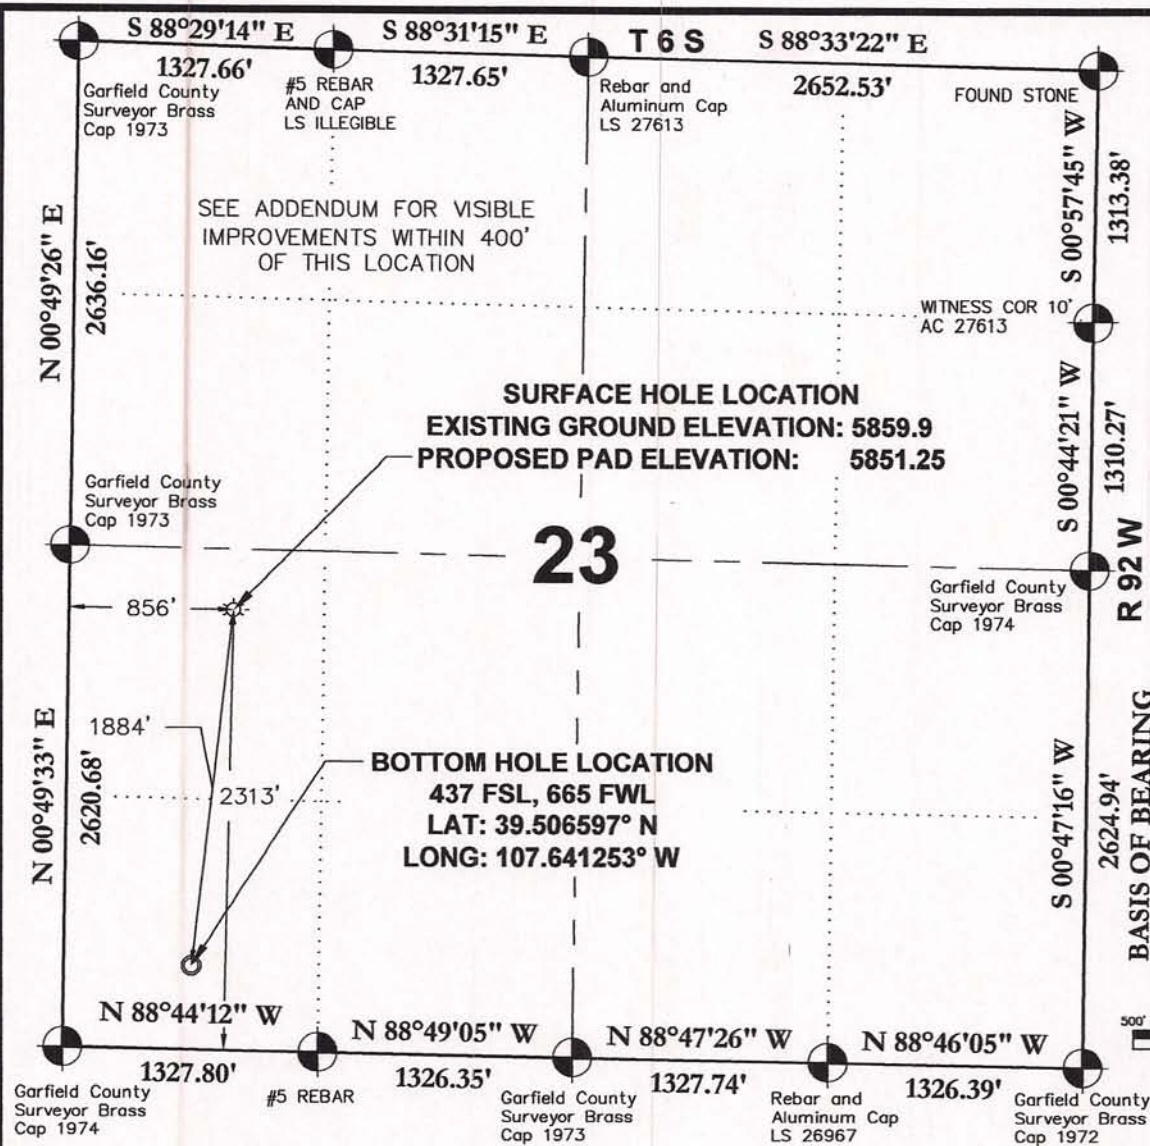 S 88°29'14" E
S 88°31'15" E
T 6 S
S 88°33'22" E
1327.66'
1327.65'
2652.53'
Garfield County
Surveyor Brass
Cap 1973
#5 REBAR
AND CAP
LS ILLEGIBLE
Rebar and
Aluminum Cap
LS 27613
FOUND STONE
S 00°57'45" W
1313.38'
N 00°49'26" E
2636.16'
SEE ADDENDUM FOR VISIBLE
IMPROVEMENTS WITHIN 400'
OF THIS LOCATION
WITNESS COR 10'
AC 27613
SURFACE HOLE LOCATION
EXISTING GROUND ELEVATION: 5859.9
PROPOSED PAD ELEVATION: 5851.25
S 00°44'21" W
1310.27'
Garfield County
Surveyor Brass
Cap 1973
23
R 92 W
Garfield County
Surveyor Brass
Cap 1974
856'
1884'
2313'
N 00°49'33" E
2620.68'
BOTTOM HOLE LOCATION
437 FSL, 665 FWL
LAT: 39.506597° N
LONG: 107.641253° W
S 00°47'16" W
2624.94'
BASIS OF BEARING
500'
N 88°44'12" W
N 88°49'05" W
N 88°47'26" W
N 88°46'05" W
1327.80'
1326.35'
1327.74'
1326.39'
Garfield County
Surveyor Brass
Cap 1974
#5 REBAR
Garfield County
Surveyor Brass
Cap 1973
Rebar and
Aluminum Cap
LS 26967
Garfield County
Surveyor Brass
Cap 1972